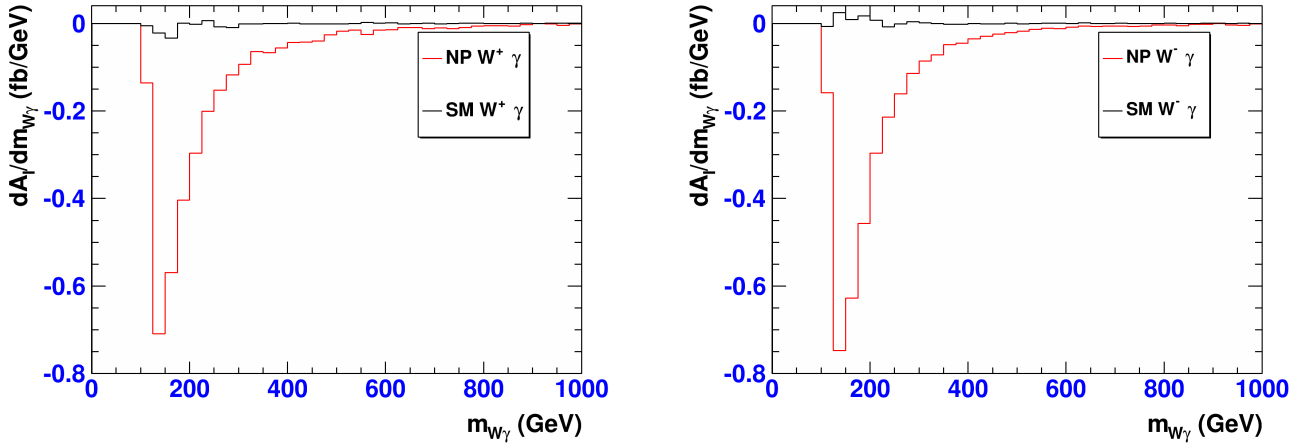 dA_I/dm_Wγ (fb/GeV)
0
-0.2
-0.4
-0.6
-0.8
NP W⁺ γ
SM W⁺ γ
0 200 400 600 800 1000
m_Wγ (GeV)
dA_I/dm_Wγ (fb/GeV)
0
-0.2
-0.4
-0.6
-0.8
NP W⁻ γ
SM W⁻ γ
0 200 400 600 800 1000
m_Wγ (GeV)